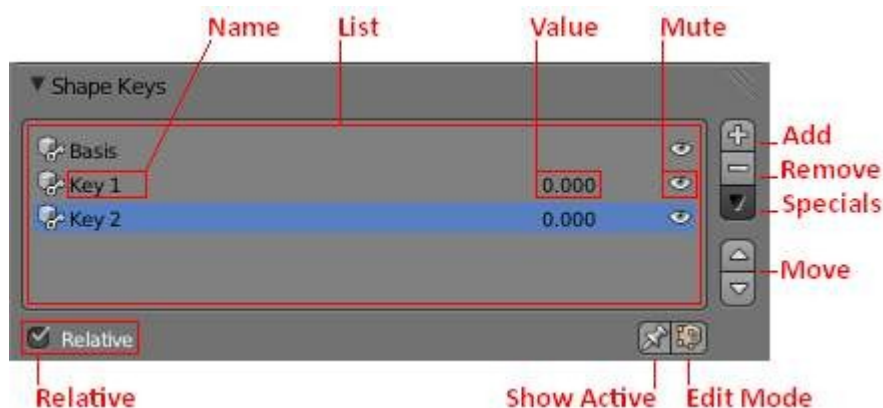 Name List Value Mute
Shape Keys
Basis
Add
Key 1 0.000
Remove
Key 2 0.000
Specials
Move
Relative
Relative Show Active Edit Mode